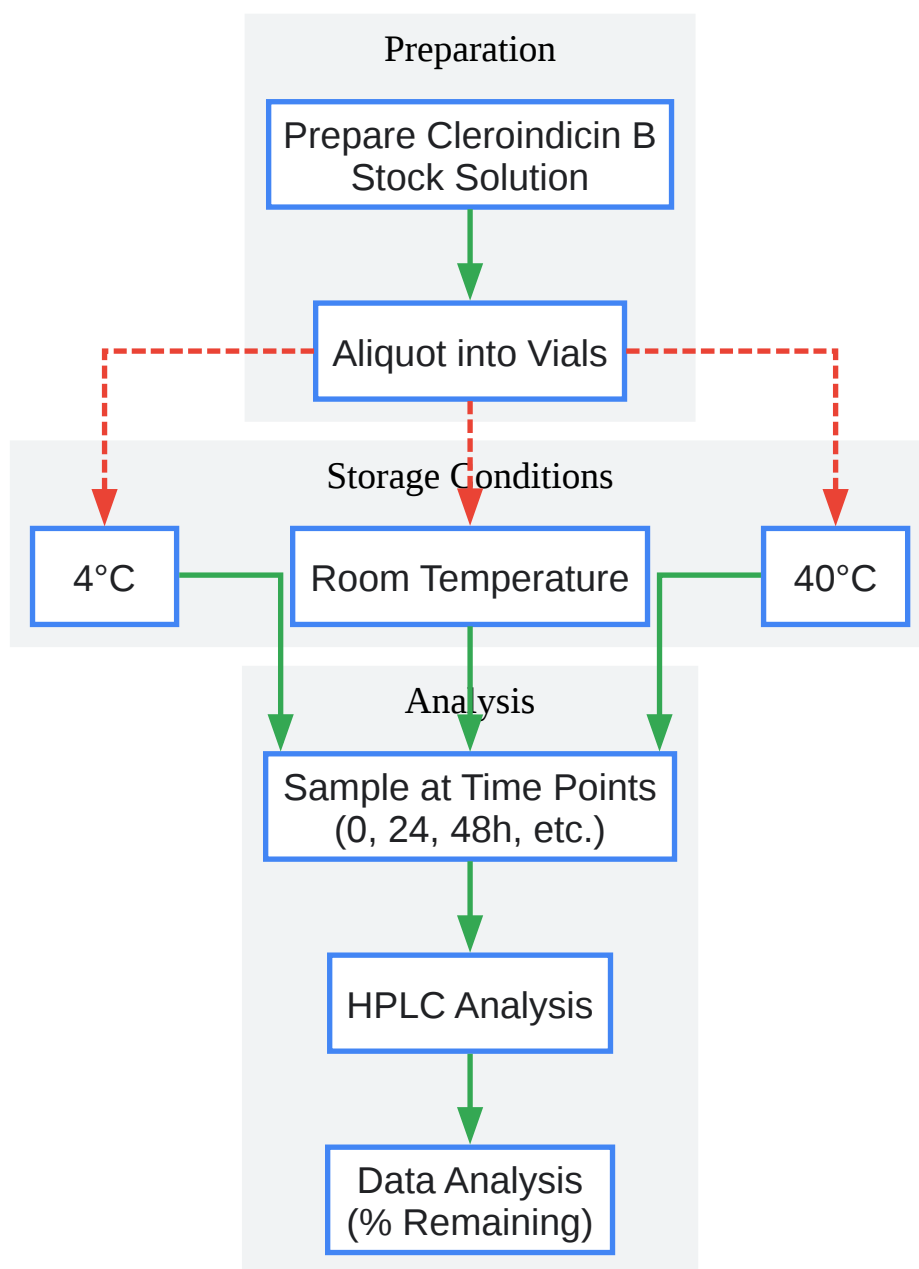 Preparation
Prepare Cleroindicin B
Stock Solution
Aliquot into Vials
Storage Conditions
4°C
Room Temperature
40°C
Analysis
Sample at Time Points
(0, 24, 48h, etc.)
HPLC Analysis
Data Analysis
(% Remaining)